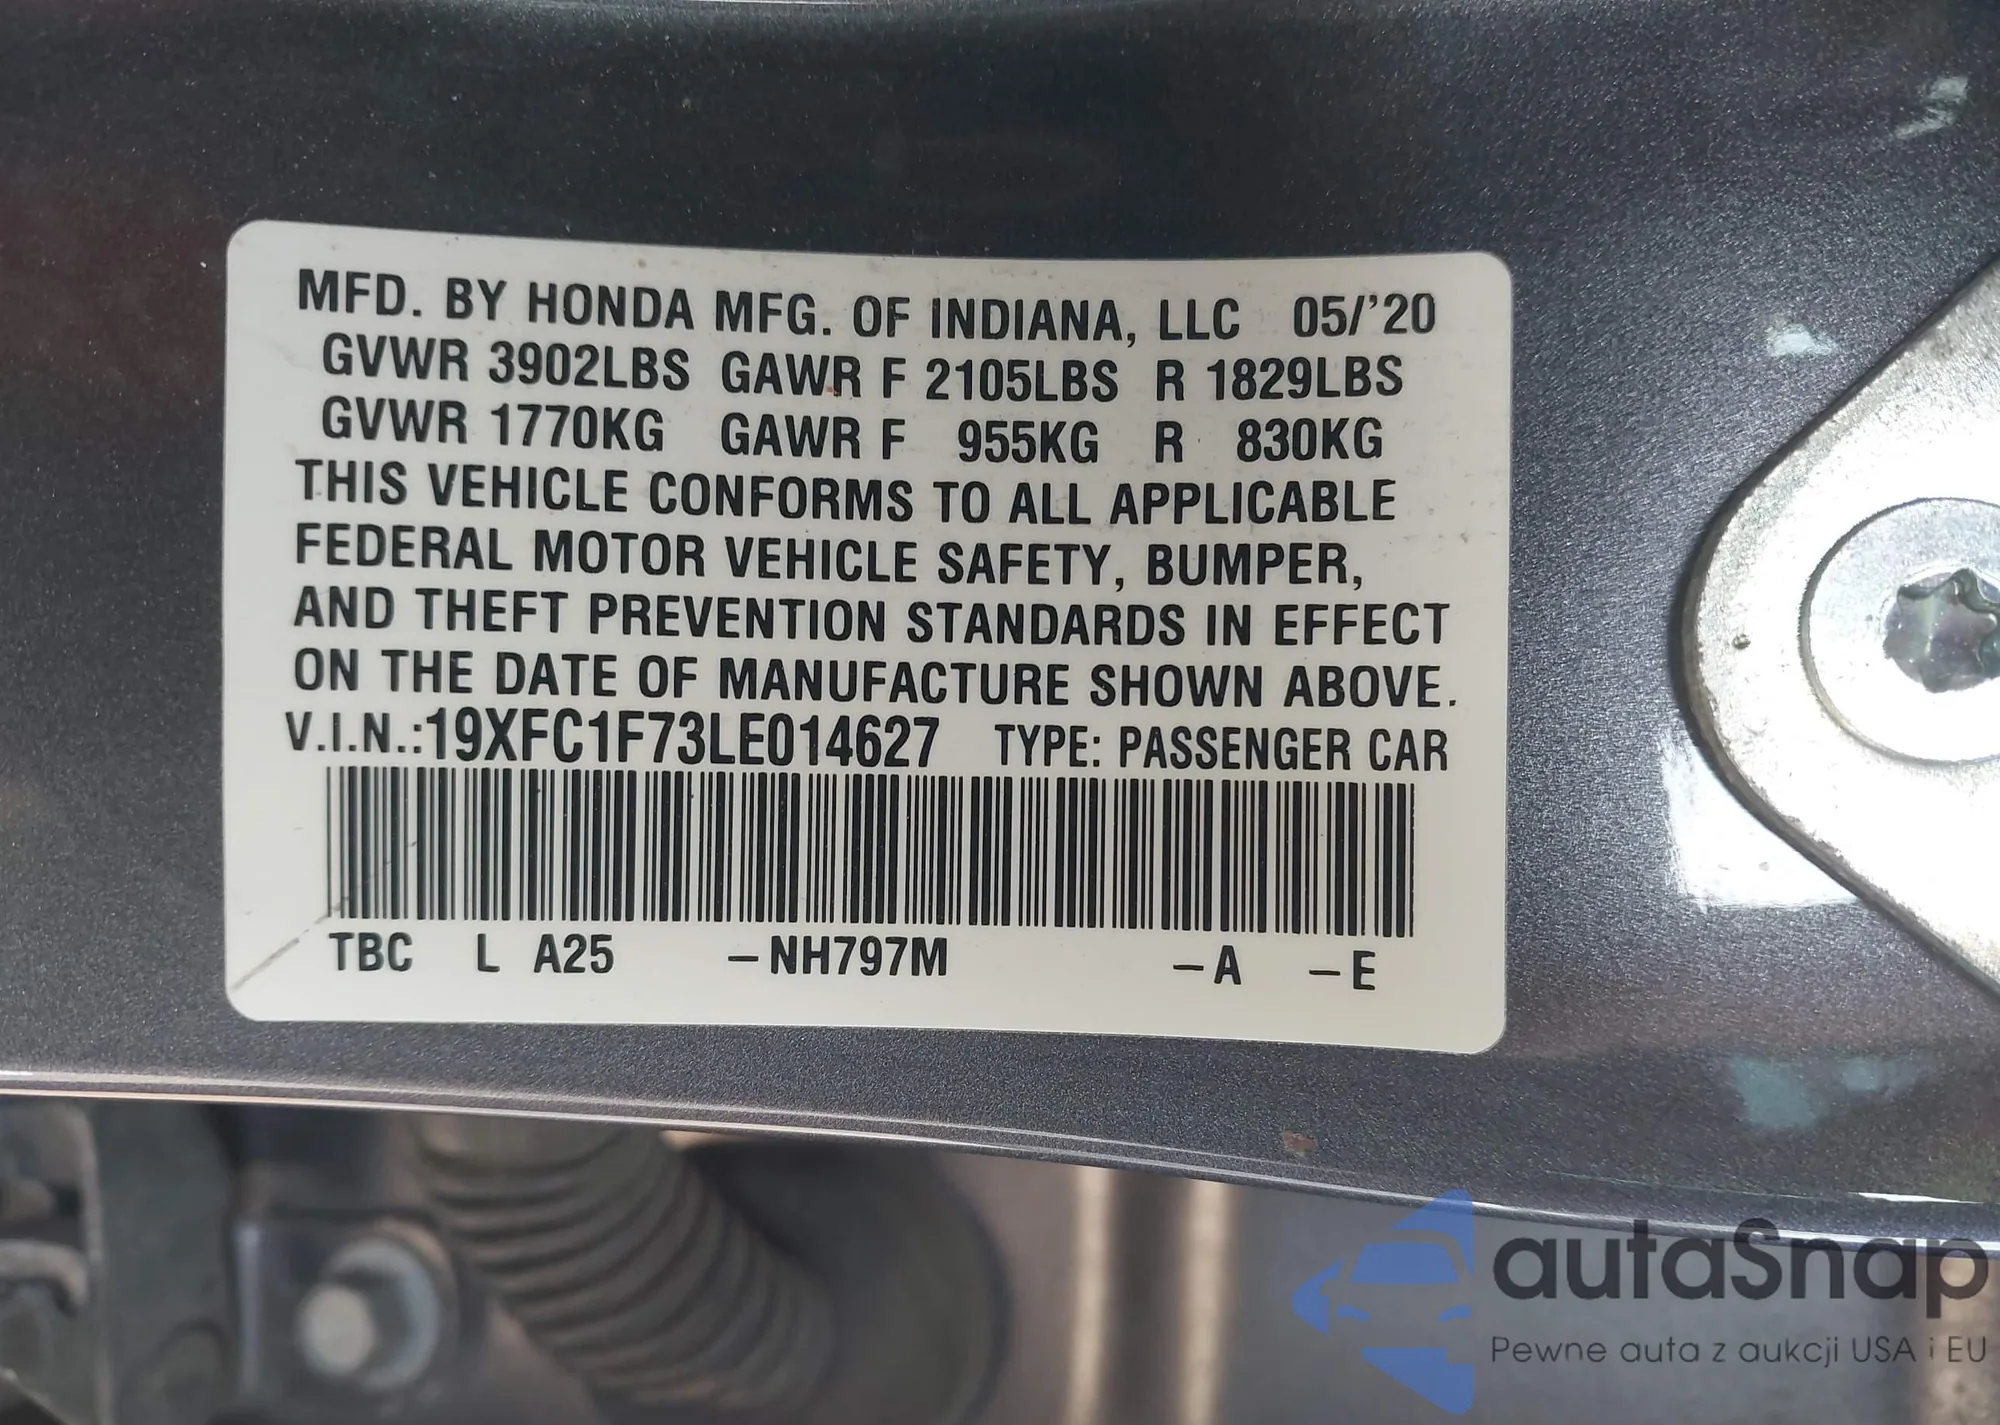 MFD. BY HONDA MFG. OF INDIANA, LLC 05/'20
GVWR 3902LBS GAWR F 2105LBS R 1829LBS
GVWR 1770KG GAWR F 955KG R 830KG
THIS VEHICLE CONFORMS TO ALL APPLICABLE
FEDERAL MOTOR VEHICLE SAFETY, BUMPER,
AND THEFT PREVENTION STANDARDS IN EFFECT
ON THE DATE OF MANUFACTURE SHOWN ABOVE.
V.I.N.:19XFC1F73LE014627 TYPE: PASSENGER CAR
TBC L A25 –NH797M –A –E
autaSnap
Pewne auta z aukcji USA i EU